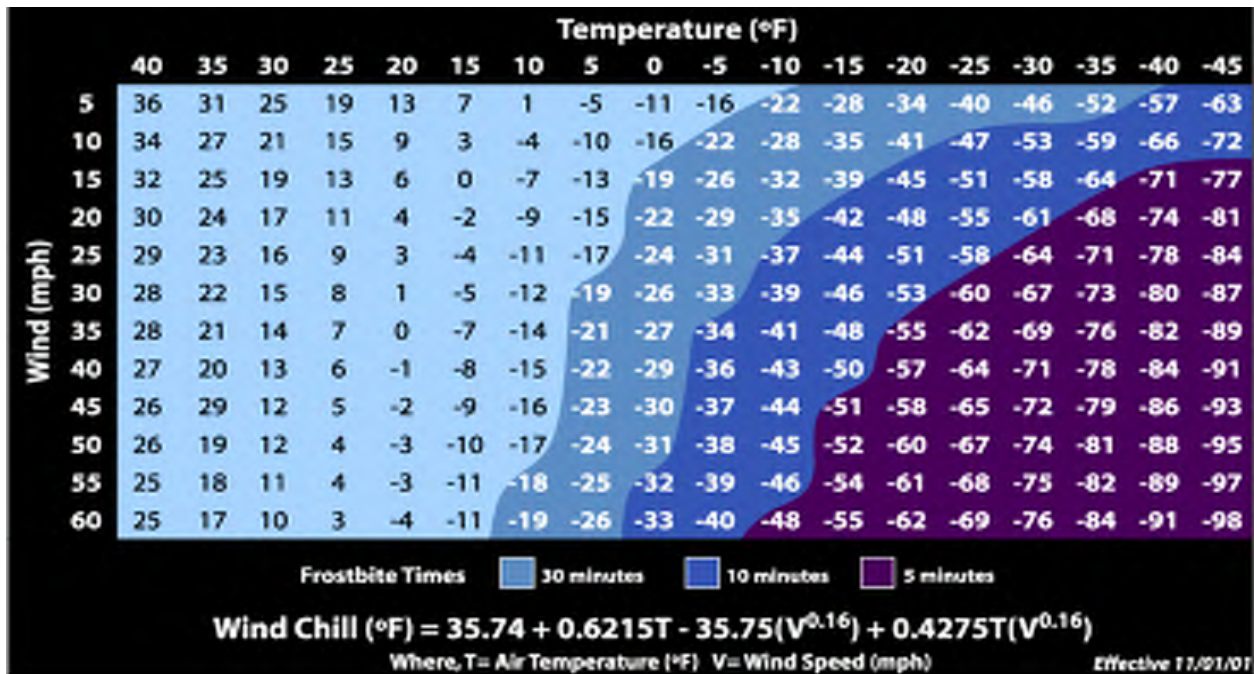 Temperature (°F)
40 35 30 25 20 15 10 5 0 -5 -10 -15 -20 -25 -30 -35 -40 -45
5 36 31 25 19 13 7 1 -5 -11 -16 -22 -28 -34 -40 -46 -52 -57 -63
10 34 27 21 15 9 3 -4 -10 -16 -22 -28 -35 -41 -47 -53 -59 -66 -72
15 32 25 19 13 6 0 -7 -13 -19 -26 -32 -39 -45 -51 -58 -64 -71 -77
20 30 24 17 11 4 -2 -9 -15 -22 -29 -35 -42 -48 -55 -61 -68 -74 -81
25 29 23 16 9 3 -4 -11 -17 -24 -31 -37 -44 -51 -58 -64 -71 -78 -84
30 28 22 15 8 1 -5 -12 -19 -26 -33 -39 -46 -53 -60 -67 -73 -80 -87
35 28 21 14 7 0 -7 -14 -21 -27 -34 -41 -48 -55 -62 -69 -76 -82 -89
40 27 20 13 6 -1 -8 -15 -22 -29 -36 -43 -50 -57 -64 -71 -78 -84 -91
45 26 29 12 5 -2 -9 -16 -23 -30 -37 -44 -51 -58 -65 -72 -79 -86 -93
50 26 19 12 4 -3 -10 -17 -24 -31 -38 -45 -52 -60 -67 -74 -81 -88 -95
55 25 18 11 4 -3 -11 -18 -25 -32 -39 -46 -54 -61 -68 -75 -82 -89 -97
60 25 17 10 3 -4 -11 -19 -26 -33 -40 -48 -55 -62 -69 -76 -84 -91 -98
Wind (mph)
Frostbite Times 30 minutes 10 minutes 5 minutes
Wind Chill (°F) = 35.74 + 0.6215T - 35.75(V^0.16) + 0.4275T(V^0.16)
Where, T= Air Temperature (°F) V= Wind Speed (mph)
Effective 11/01/01